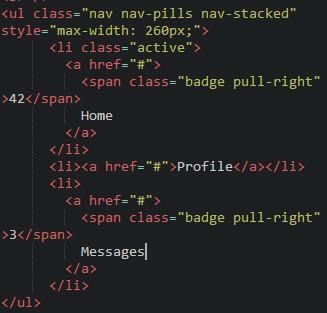 <ul class="nav nav-pills nav-stacked"
style="max-width: 260px;">
<li class="active">
<a href="#">
<span class="badge pull-right"
>42</span>
Home
</a>
</li>
<li><a href="#">Profile</a></li>
<li>
<a href="#">
<span class="badge pull-right"
>3</span>
Messages
</a>
</li>
</ul>